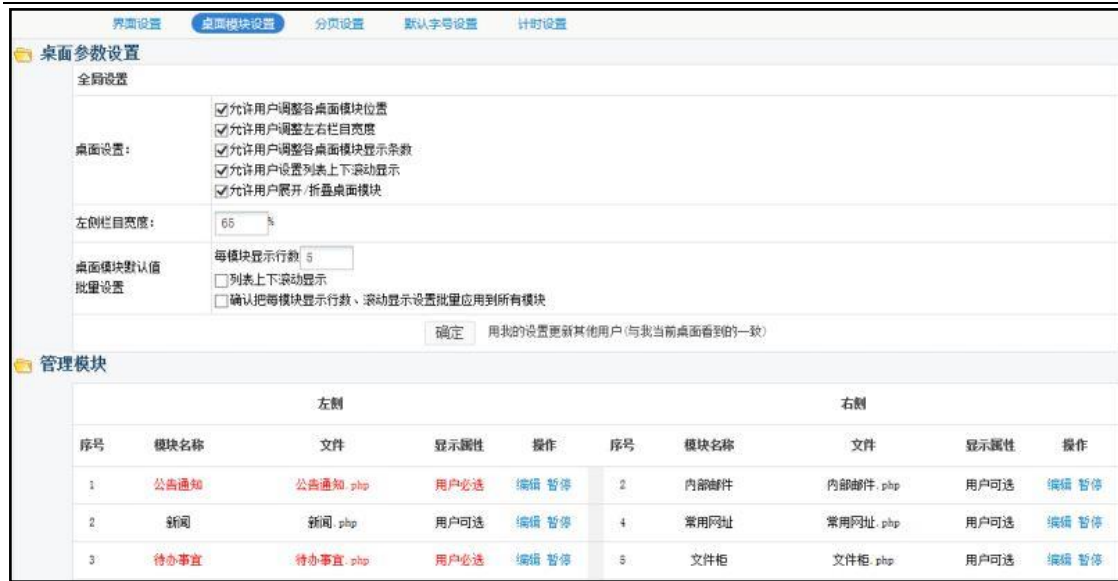 界面设置 桌面模块设置 分页设置 默认字号设置 计时设置
桌面参数设置
全局设置
桌面设置：
允许用户调整各桌面模块位置
允许用户调整左右栏目宽度
允许用户调整各桌面模块显示条数
允许用户设置列表上下滚动显示
允许用户展开/折叠桌面模块
左侧栏目宽度： 65 %
桌面模块默认值
批量设置
每模块显示行数 5
列表上下滚动显示
确认把每模块显示行数、滚动显示设置批量应用到所有模块
确定 用我的设置更新其他用户(与我当前桌面看到的一致)
管理模块
左侧 右侧
序号 模块名称 文件 显示属性 操作 序号 模块名称 文件 显示属性 操作
1 公告通知 公告通知.php 用户必选 编辑 暂停 2 内部邮件 内部邮件.php 用户可选 编辑 暂停
2 新闻 新闻.php 用户可选 编辑 暂停 4 常用网址 常用网址.php 用户可选 编辑 暂停
3 待办事宜 待办事宜.php 用户必选 编辑 暂停 5 文件柜 文件柜.php 用户可选 编辑 暂停